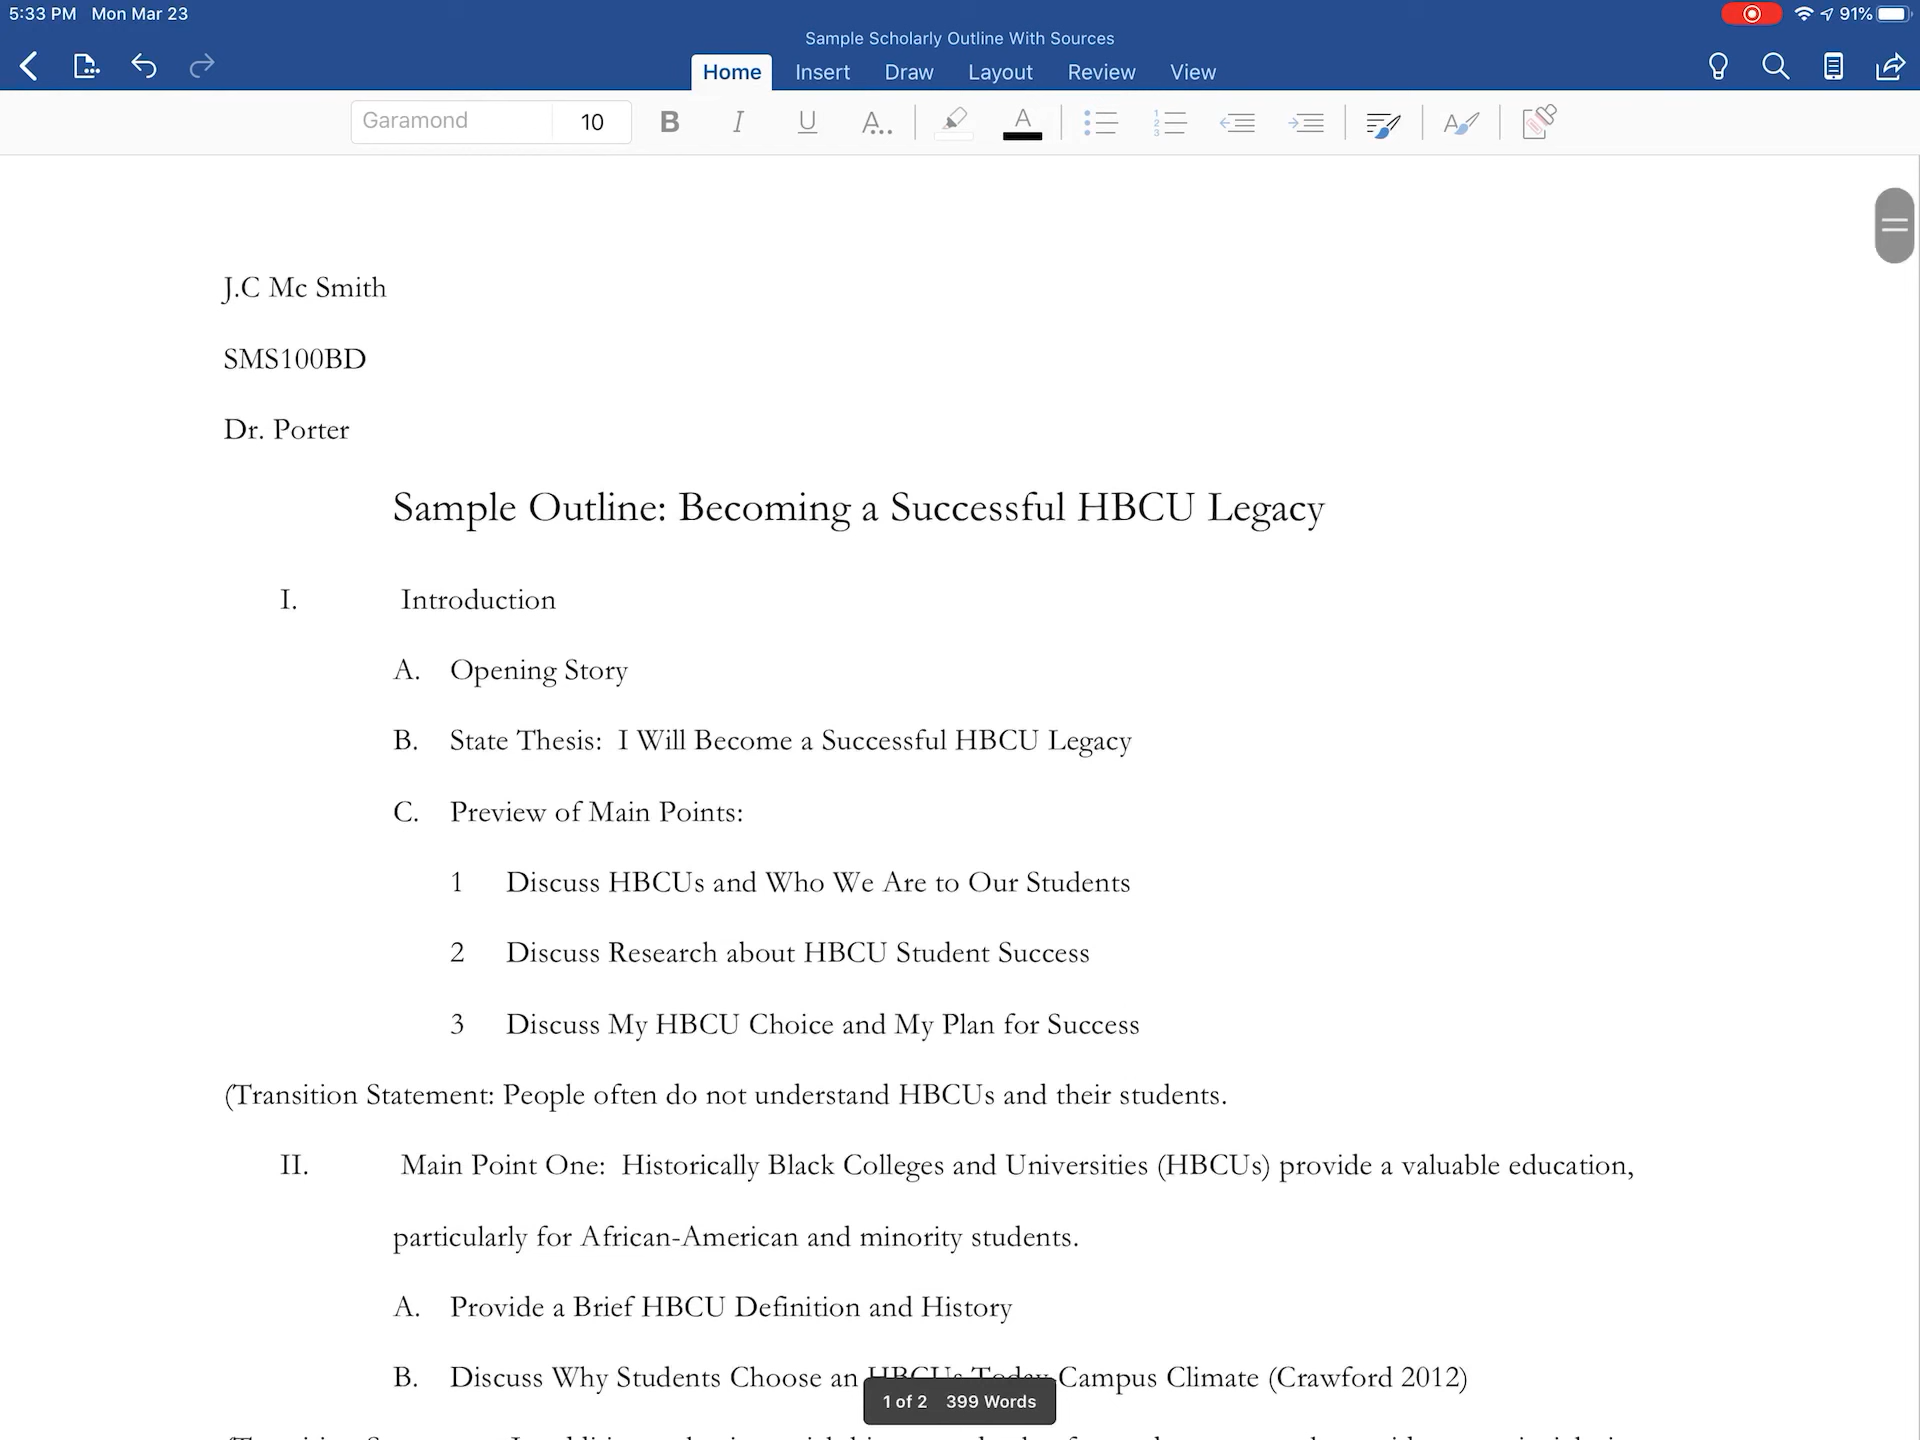 5:33 PM Mon Mar 23
91%
Sample Scholarly Outline With Sources
Home Insert Draw Layout Review View
Garamond 10 B I U A.. A
J.C Mc Smith
SMS100BD
Dr. Porter
Sample Outline: Becoming a Successful HBCU Legacy
I. Introduction
A. Opening Story
B. State Thesis: I Will Become a Successful HBCU Legacy
C. Preview of Main Points:
1 Discuss HBCUs and Who We Are to Our Students
2 Discuss Research about HBCU Student Success
3 Discuss My HBCU Choice and My Plan for Success
(Transition Statement: People often do not understand HBCUs and their students.
II. Main Point One: Historically Black Colleges and Universities (HBCUs) provide a valuable education,
particularly for African-American and minority students.
A. Provide a Brief HBCU Definition and History
B. Discuss Why Students Choose an HBCUs Today Campus Climate (Crawford 2012)
1 of 2 399 Words